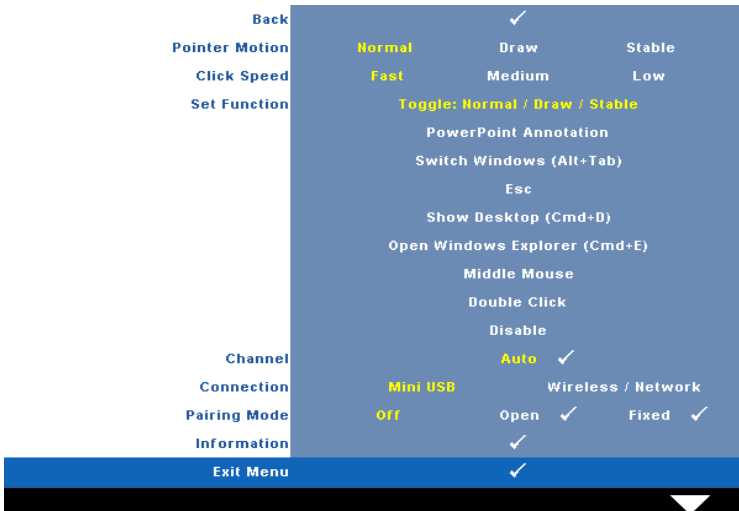 Back ✓
Pointer Motion Normal Draw Stable
Click Speed Fast Medium Low
Set Function Toggle: Normal / Draw / Stable
PowerPoint Annotation
Switch Windows (Alt+Tab)
Esc
Show Desktop (Cmd+D)
Open Windows Explorer (Cmd+E)
Middle Mouse
Double Click
Disable
Channel Auto ✓
Connection Mini USB Wireless / Network
Pairing Mode Off Open ✓ Fixed ✓
Information ✓
Exit Menu ✓